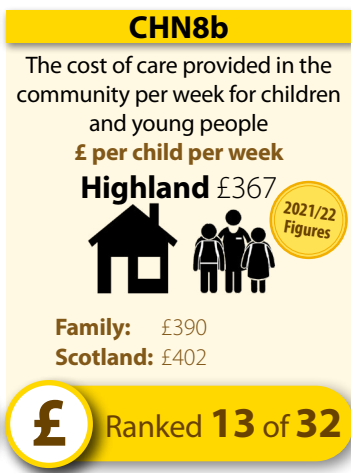 CHN8b
The cost of care provided in the
community per week for children
and young people
£ per child per week
Highland £367
2021/22
Figures
Family: £390
Scotland: £402
£
Ranked 13 of 32